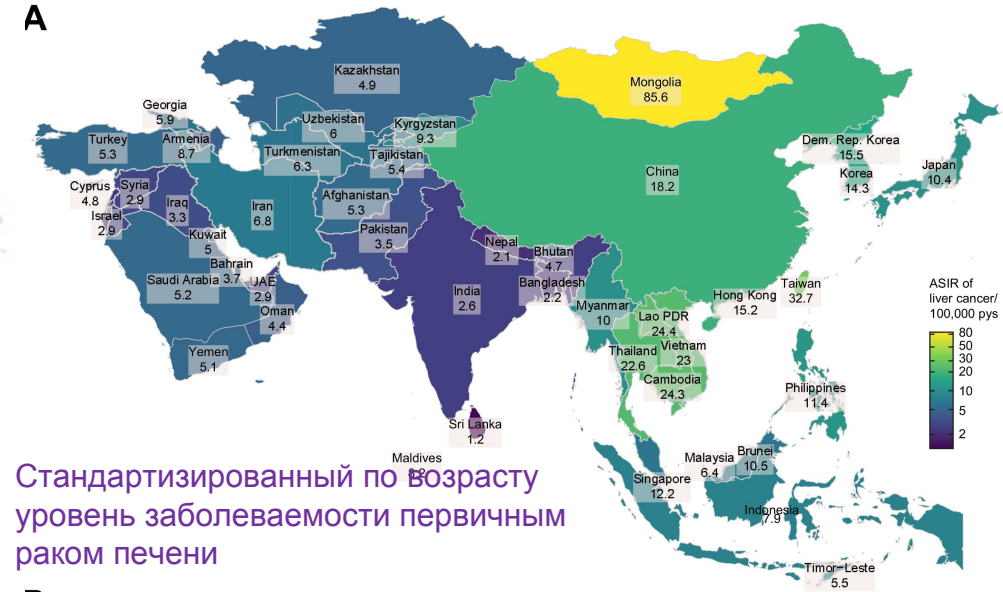 A
Kazakhstan
4.9
Mongolia
85.6
Georgia
5.9
Uzbekistan
6
Kyrgyzstan
9.3
Turkey
5.3
Armenia
8.7
Turkmenistan
6.3
Tajikistan
5.4
Dem. Rep. Korea
15.5
Korea
14.3
Japan
10.4
China
18.2
Cyprus
4.8
Syria
2.9
Israel
2.9
Iraq
3.3
Iran
6.8
Afghanistan
5.3
Pakistan
3.5
Kuwait
5
Bahrain
3.7
Saudi Arabia
5.2
UAE
2.9
Oman
4.4
Yemen
5.1
Nepal
2.1
Bhutan
4.7
Bangladesh
2.2
India
2.6
Myanmar
10
Lao PDR
24.4
Hong Kong
15.2
Taiwan
32.7
Thailand
22.6
Vietnam
23
Cambodia
24.3
Philippines
11.4
Sri Lanka
1.2
Maldives
Malaysia
6.4
Brunei
10.5
Singapore
12.2
Indonesia
7.9
Timor−Leste
5.5
ASIR of
liver cancer/
100,000 pys
80
50
30
20
10
5
2
Стандартизированный по возрасту
уровень заболеваемости первичным
раком печени